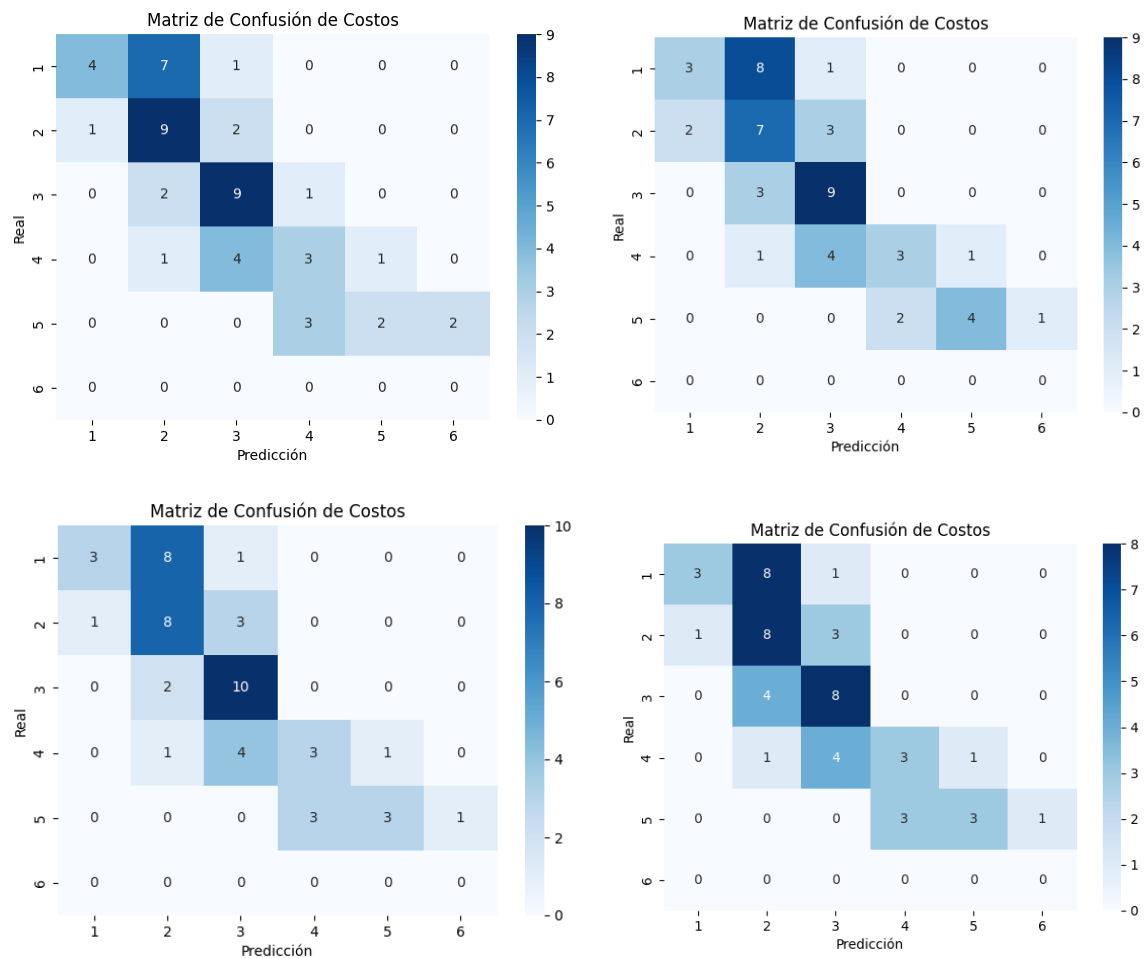 Matriz de Confusión de Costos
1 4 7 1 0 0 0
2 1 9 2 0 0 0
3 0 2 9 1 0 0
4 0 1 4 3 1 0
5 0 0 0 3 2 2
6 0 0 0 0 0 0
1 2 3 4 5 6
Predicción
Real
9
8
7
6
5
4
3
2
1
0
Matriz de Confusión de Costos
1 3 8 1 0 0 0
2 2 7 3 0 0 0
3 0 3 9 0 0 0
4 0 1 4 3 1 0
5 0 0 0 2 4 1
6 0 0 0 0 0 0
1 2 3 4 5 6
Predicción
Real
9
8
7
6
5
4
3
2
1
0
Matriz de Confusión de Costos
1 3 8 1 0 0 0
2 1 8 3 0 0 0
3 0 2 10 0 0 0
4 0 1 4 3 1 0
5 0 0 0 3 3 1
6 0 0 0 0 0 0
1 2 3 4 5 6
Predicción
Real
10
8
6
4
2
0
Matriz de Confusión de Costos
1 3 8 1 0 0 0
2 1 8 3 0 0 0
3 0 4 8 0 0 0
4 0 1 4 3 1 0
5 0 0 0 3 3 1
6 0 0 0 0 0 0
1 2 3 4 5 6
Predicción
Real
8
7
6
5
4
3
2
1
0